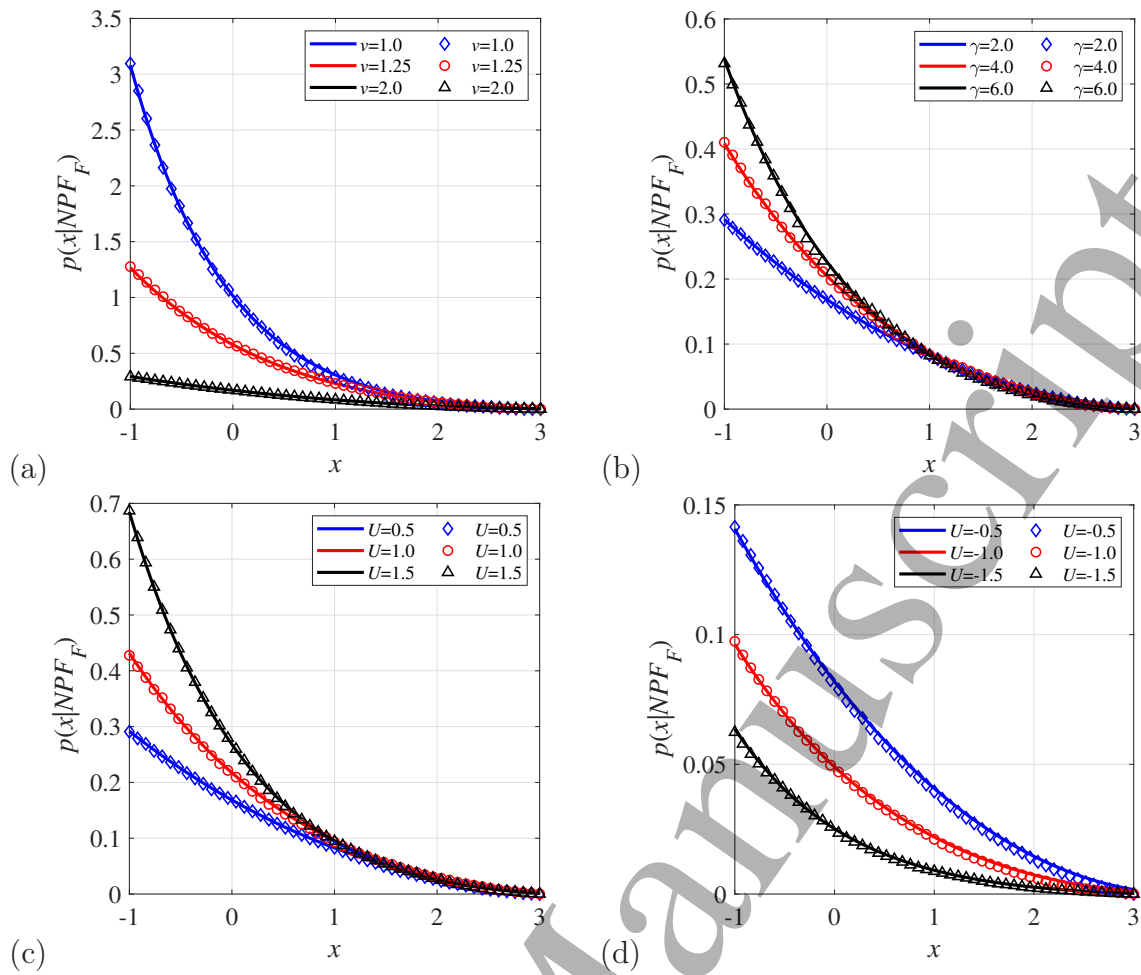 3.5
3
2.5
2
1.5
1
0.5
0
-1 0 1 2 3
p(x|NPF_F)
x
v=1.0 v=1.0
v=1.25 v=1.25
v=2.0 v=2.0
(a)
0.6
0.5
0.4
0.3
0.2
0.1
0
-1 0 1 2 3
p(x|NPF_F)
x
γ=2.0 γ=2.0
γ=4.0 γ=4.0
γ=6.0 γ=6.0
(b)
0.7
0.6
0.5
0.4
0.3
0.2
0.1
0
-1 0 1 2 3
p(x|NPF_F)
x
U=0.5 U=0.5
U=1.0 U=1.0
U=1.5 U=1.5
(c)
0.15
0.1
0.05
0
-1 0 1 2 3
p(x|NPF_F)
x
U=-0.5 U=-0.5
U=-1.0 U=-1.0
U=-1.5 U=-1.5
(d)
Manuscript